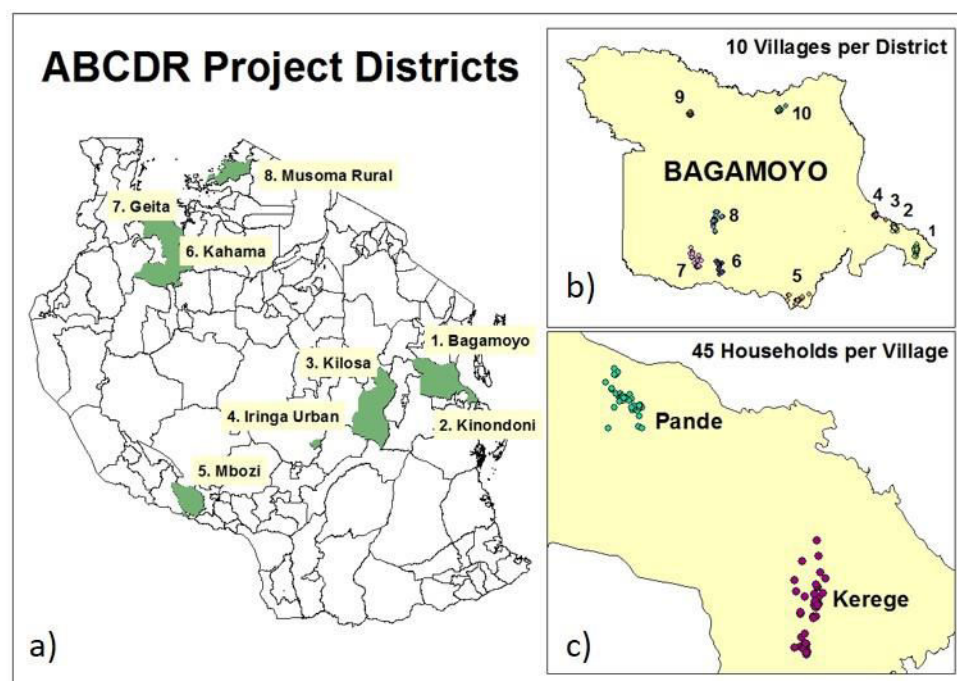 ABCDR Project Districts
8. Musoma Rural
7. Geita
6. Kahama
1. Bagamoyo
3. Kilosa
4. Iringa Urban
2. Kinondoni
5. Mbozi
a)
10 Villages per District
9
10
BAGAMOYO
4
3
2
1
8
7
6
5
b)
45 Households per Village
Pande
Kerege
c)